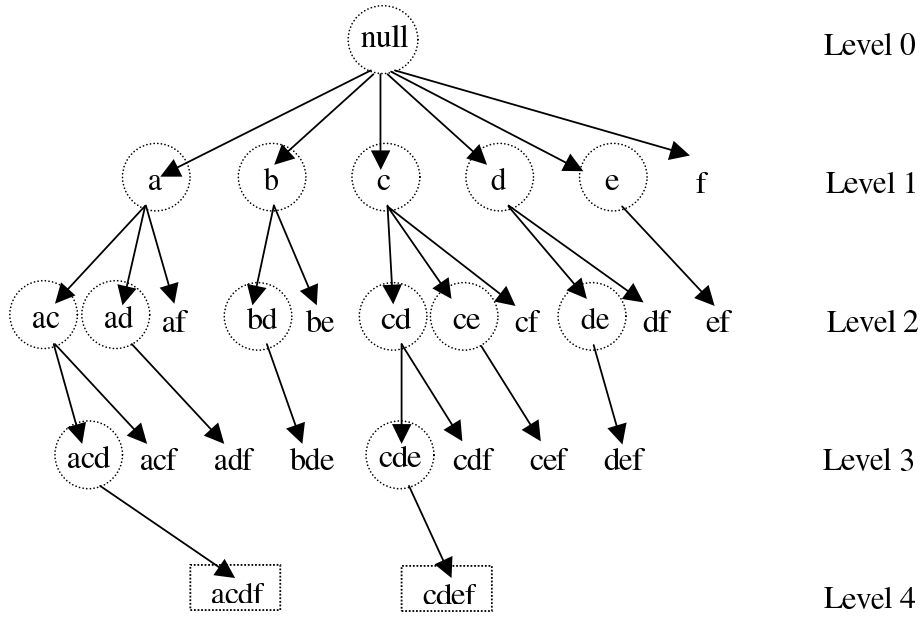 null Level 0
a b c d e f Level 1
ac ad af bd be cd ce cf de df ef Level 2
acd acf adf bde cde cdf cef def Level 3
acdf cdef Level 4